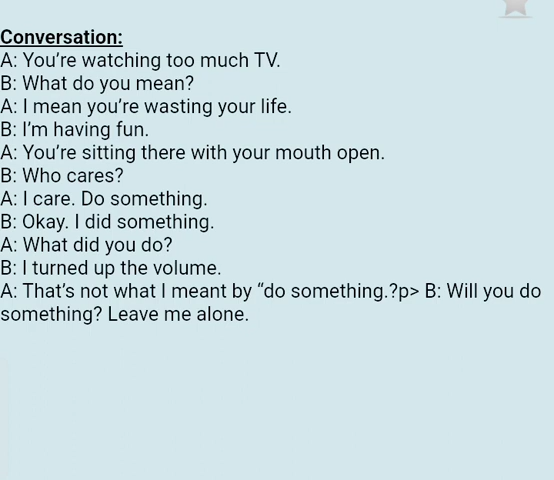 Conversation:
A: You’re watching too much TV.
B: What do you mean?
A: I mean you’re wasting your life.
B: I’m having fun.
A: You’re sitting there with your mouth open.
B: Who cares?
A: I care. Do something.
B: Okay. I did something.
A: What did you do?
B: I turned up the volume.
A: That’s not what I meant by “do something.?p> B: Will you do
something? Leave me alone.